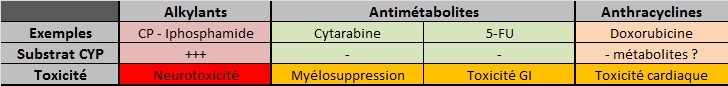 Alkylants Antimétabolites Anthracyclines
Exemples CP - Iphosphamide Cytarabine 5-FU Doxorubicine
Substrat CYP +++ - - - métabolites ?
Toxicité Neurotoxicité Myélosuppression Toxicité GI Toxicité cardiaque